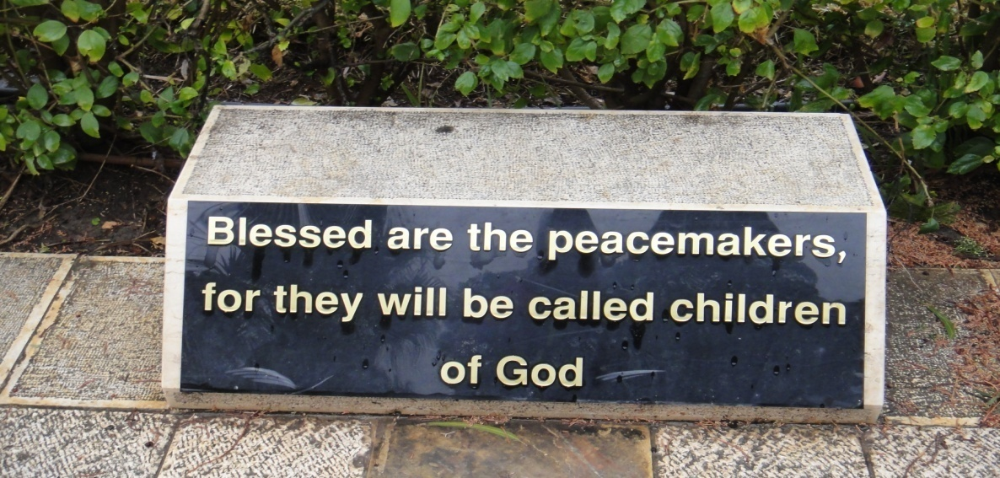 Blessed are the peacemakers,
for they will be called children
of God